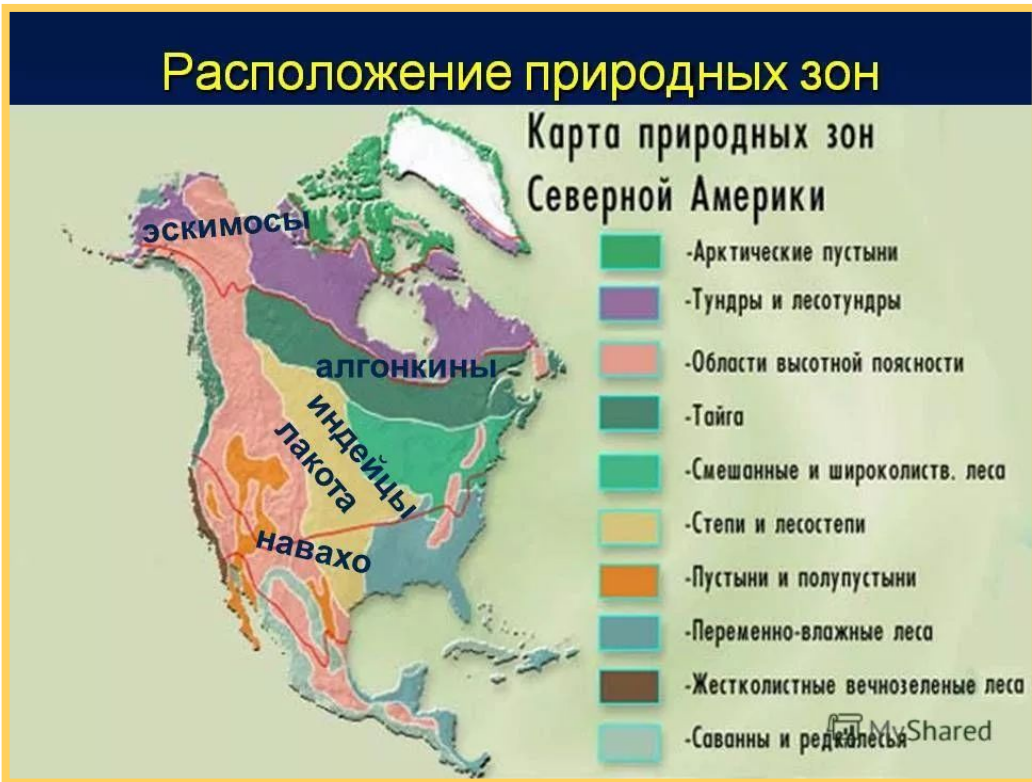 Расположение природных зон
Карта природных зон
Северной Америки
эскимосы
алгонкины
индейцы
лакота
навахо
-Арктические пустыни
-Тундры и лесотундры
-Области высотной поясности
-Тайга
-Смешанные и широколиств. леса
-Степи и лесостепи
-Пустыни и полупустыни
-Переменно-влажные леса
-Жестколистные вечнозеленые леса
-Саванны и редколесья
MyShared